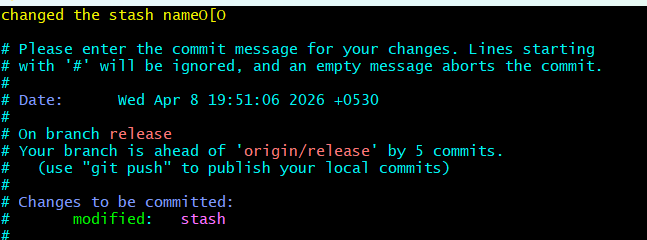 changed the stash nameO[O
# Please enter the commit message for your changes. Lines starting
# with '#' will be ignored, and an empty message aborts the commit.
#
# Date:      Wed Apr 8 19:51:06 2026 +0530
#
# On branch release
# Your branch is ahead of 'origin/release' by 5 commits.
#   (use "git push" to publish your local commits)
#
# Changes to be committed:
#       modified:   stash
#